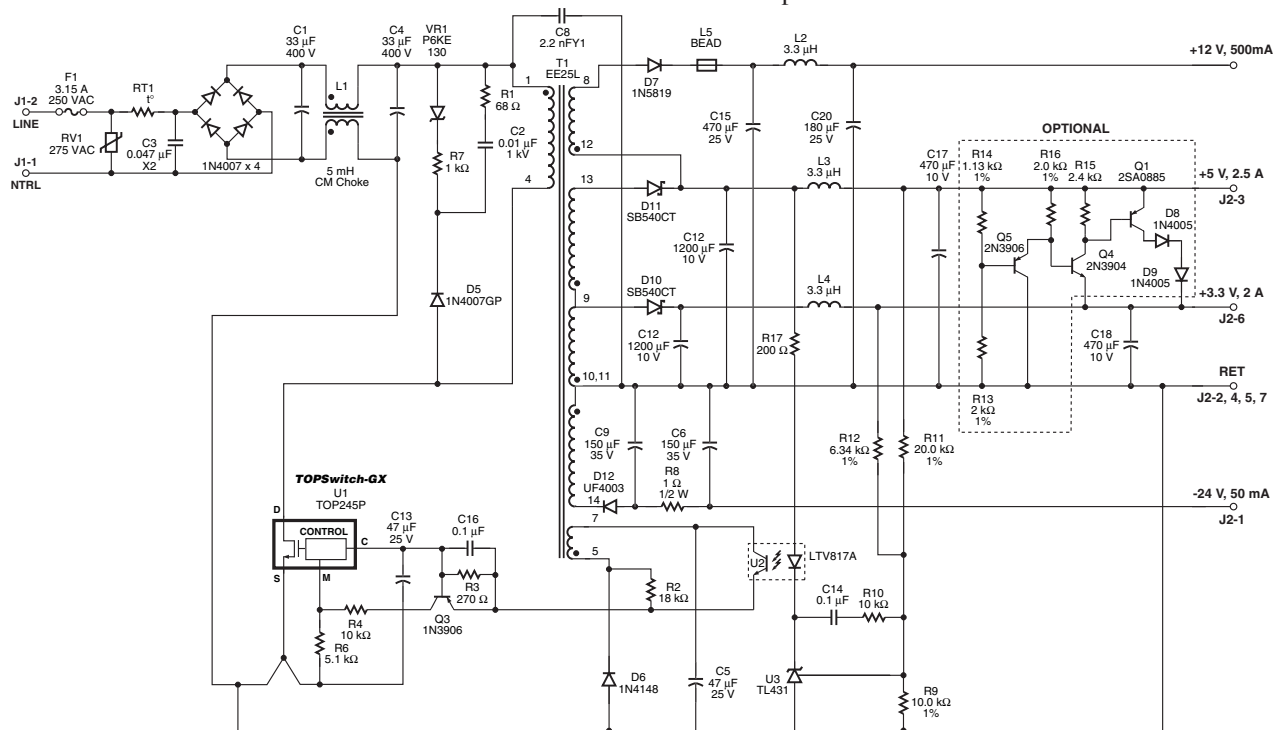 C1
33 µF
400 V
C4
33 µF
400 V
VR1
P6KE
130
C8
2.2 nFY1
L5
BEAD
L2
3.3 µH
+12 V, 500mA
F1
3.15 A
250 VAC
RT1
t°
L1
R1
68 Ω
T1
EE25L
1
8
D7
1N5819
J1-2
LINE
RV1
275 VAC
C3
0.047 µF
X2
1N4007 x 4
5 mH
CM Choke
R7
1 kΩ
C2
0.01 µF
1 kV
C15
470 µF
25 V
C20
180 µF
25 V
12
OPTIONAL
J1-1
NTRL
4
13
D11
SB540CT
L3
3.3 µH
C17
470 µF
10 V
R14
1.13 kΩ
1%
R16
2.0 kΩ
1%
R15
2.4 kΩ
Q1
2SA0885
+5 V, 2.5 A
J2-3
D8
1N4005
Q5
2N3906
Q4
2N3904
D9
1N4005
C12
1200 µF
10 V
D5
1N4007GP
9
D10
SB540CT
L4
3.3 µH
+3.3 V, 2 A
J2-6
C12
1200 µF
10 V
R17
200 Ω
C18
470 µF
10 V
10,11
RET
J2-2, 4, 5, 7
R13
2 kΩ
1%
C9
150 µF
35 V
C6
150 µF
35 V
R12
6.34 kΩ
1%
R11
20.0 kΩ
1%
D12
UF4003
R8
1 Ω
1/2 W
14
-24 V, 50 mA
J2-1
TOPSwitch-GX
U1
TOP245P
D
CONTROL
C
S
M
C13
47 µF
25 V
C16
0.1 µF
7
5
R3
270 Ω
Q3
1N3906
R4
10 kΩ
R6
5.1 kΩ
R2
18 kΩ
U2
LTV817A
C14
0.1 µF
R10
10 kΩ
D6
1N4148
C5
47 µF
25 V
U3
TL431
R9
10.0 kΩ
1%